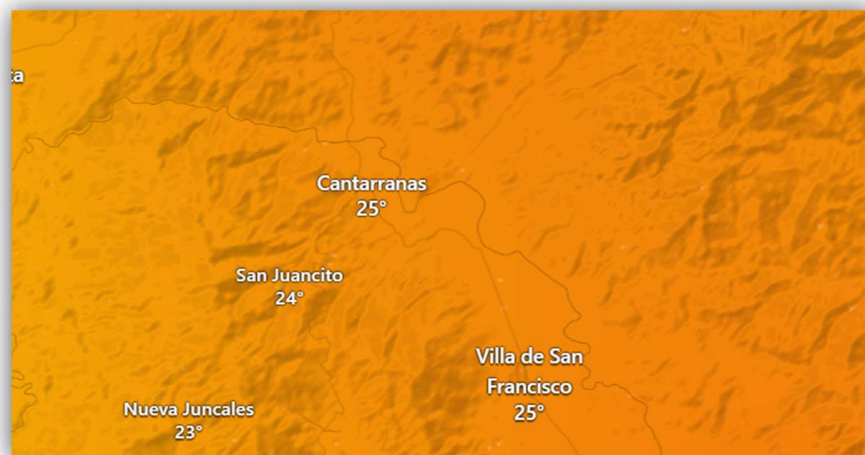 Cantarranas
25°
San Juancito
24°
Villa de San
Francisco
25°
Nueva Juncales
23°